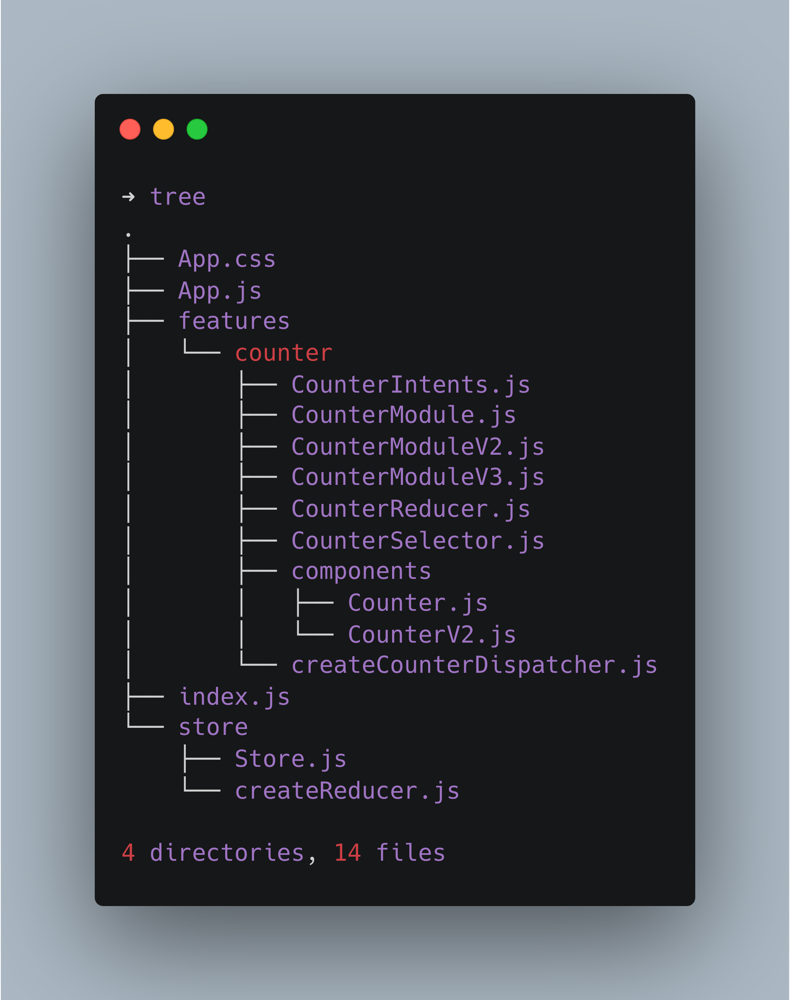 ➜ tree
.
├── App.css
├── App.js
├── features
│   └── counter
│       ├── CounterIntents.js
│       ├── CounterModule.js
│       ├── CounterModuleV2.js
│       ├── CounterModuleV3.js
│       ├── CounterReducer.js
│       ├── CounterSelector.js
│       ├── components
│       │   ├── Counter.js
│       │   └── CounterV2.js
│       └── createCounterDispatcher.js
├── index.js
└── store
    ├── Store.js
    └── createReducer.js
4 directories, 14 files